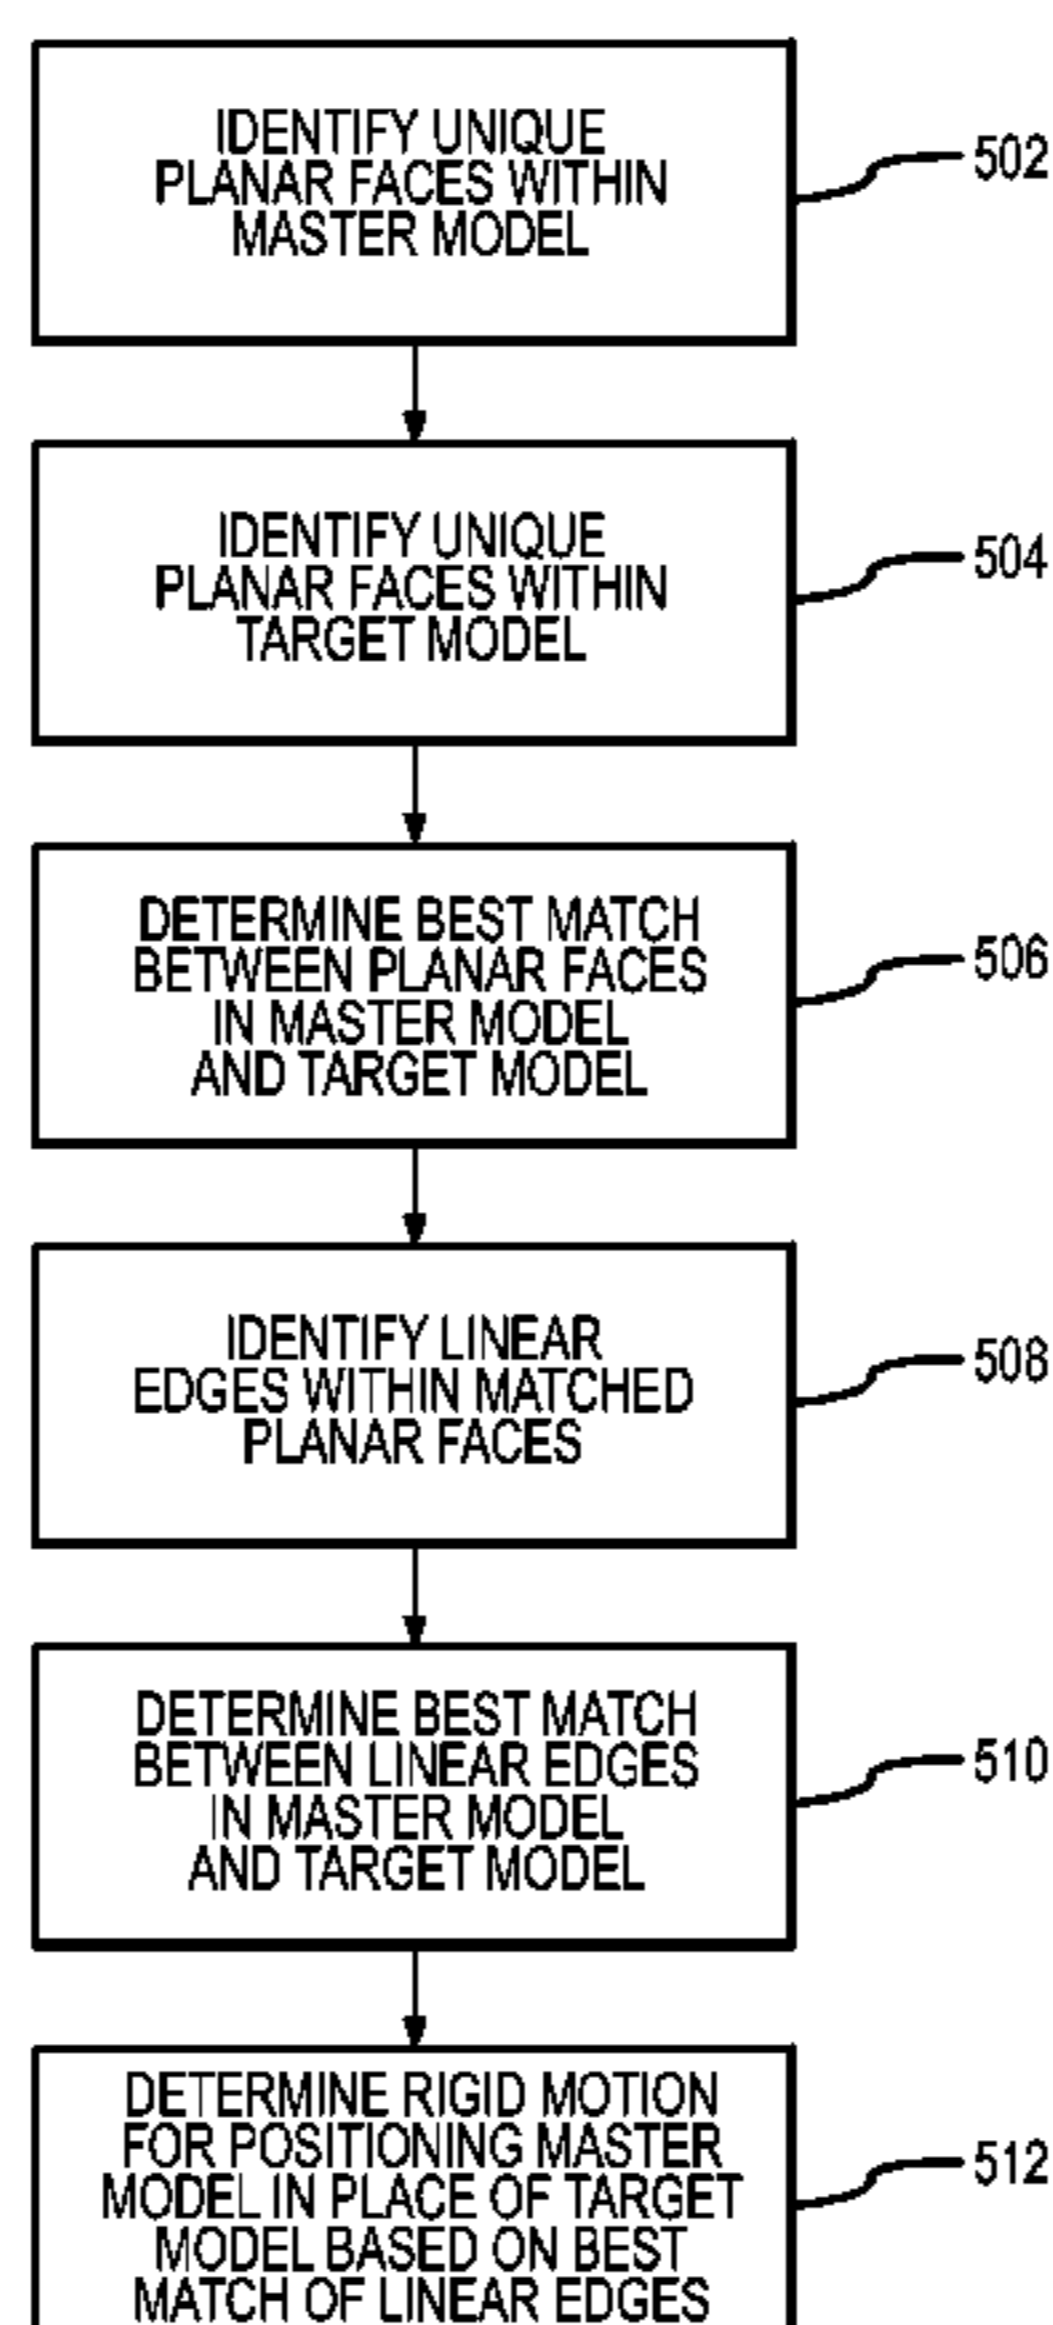 IDENTIFY UNIQUE
PLANAR FACES WITHIN
MASTER MODEL
502
IDENTIFY UNIQUE
PLANAR FACES WITHIN
TARGET MODEL
504
DETERMINE BEST MATCH
BETWEEN PLANAR FACES
IN MASTER MODEL
AND TARGET MODEL
506
IDENTIFY LINEAR
EDGES WITHIN MATCHED
PLANAR FACES
508
DETERMINE BEST MATCH
BETWEEN LINEAR EDGES
IN MASTER MODEL
AND TARGET MODEL
510
DETERMINE RIGID MOTION
FOR POSITIONING MASTER
MODEL IN PLACE OF TARGET
MODEL BASED ON BEST
MATCH OF LINEAR EDGES
512